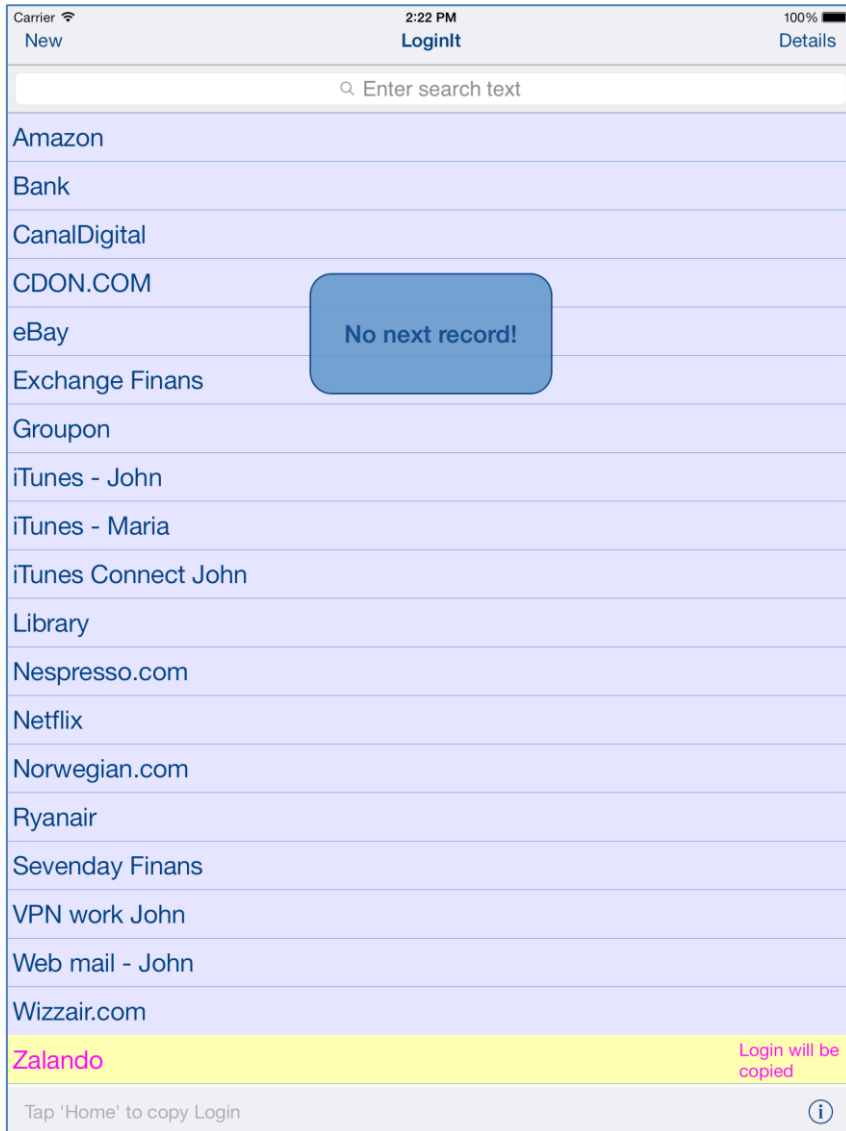 Carrier 2:22 PM 100%
New LoginIt Details
Enter search text
Amazon
Bank
CanalDigital
CDON.COM
eBay
No next record!
Exchange Finans
Groupon
iTunes - John
iTunes - Maria
iTunes Connect John
Library
Nespresso.com
Netflix
Norwegian.com
Ryanair
Sevenday Finans
VPN work John
Web mail - John
Wizzair.com
Zalando
Login will be
copied
Tap 'Home' to copy Login